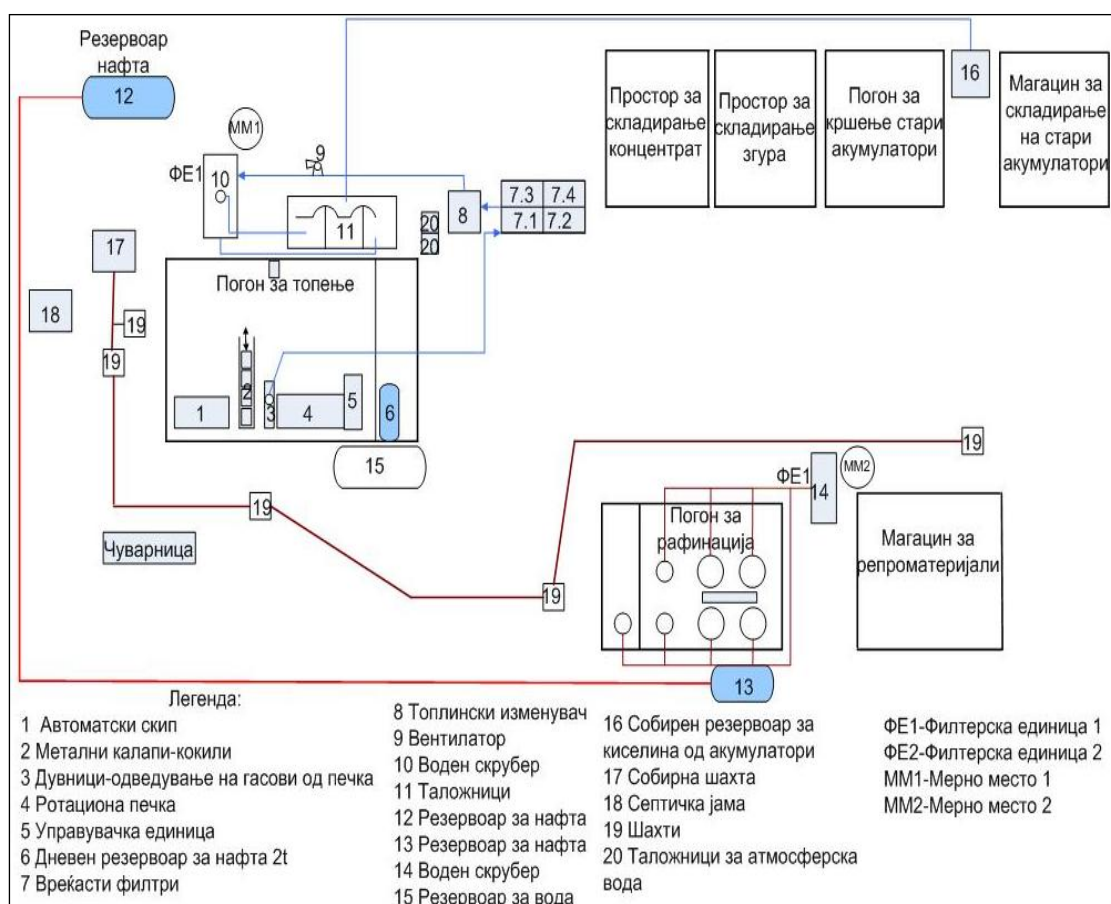 Резервоар
нафта
12
ММ1
ФЕ1
10
9
11
8
7.3
7.4
7.1
7.2
20
20
Простор за
складирање
концентрат
Простор за
складирање
згура
Погон за
кршење стари
акумулатори
16
Магацин за
складирање
на стари
акумулатори
17
18
19
19
Погон за топење
1
2
3
4
5
6
15
19
19
19
Чуварница
ФЕ1
14
ММ2
Погон за
рафинација
Магацин за
репроматеријали
13
Легенда:
1 Автоматски скип
2 Метални калапи-кокили
3 Дувници-одведување на гасови од печка
4 Ротациона печка
5 Управувачка единица
6 Дневен резервоар за нафта 2t
7 Вреќасти филтри
8 Топлински изменувач
9 Вентилатор
10 Воден скрубер
11 Таложници
12 Резервоар за нафта
13 Резервоар за нафта
14 Воден скрубер
15 Резервоар за вода
16 Собирен резервоар за
киселина од акумулатори
17 Собирна шахта
18 Септичка јама
19 Шахти
20 Таложници за атмосферска
вода
ФЕ1-Филтерска единица 1
ФЕ2-Филтерска единица 2
ММ1-Мерно место 1
ММ2-Мерно место 2